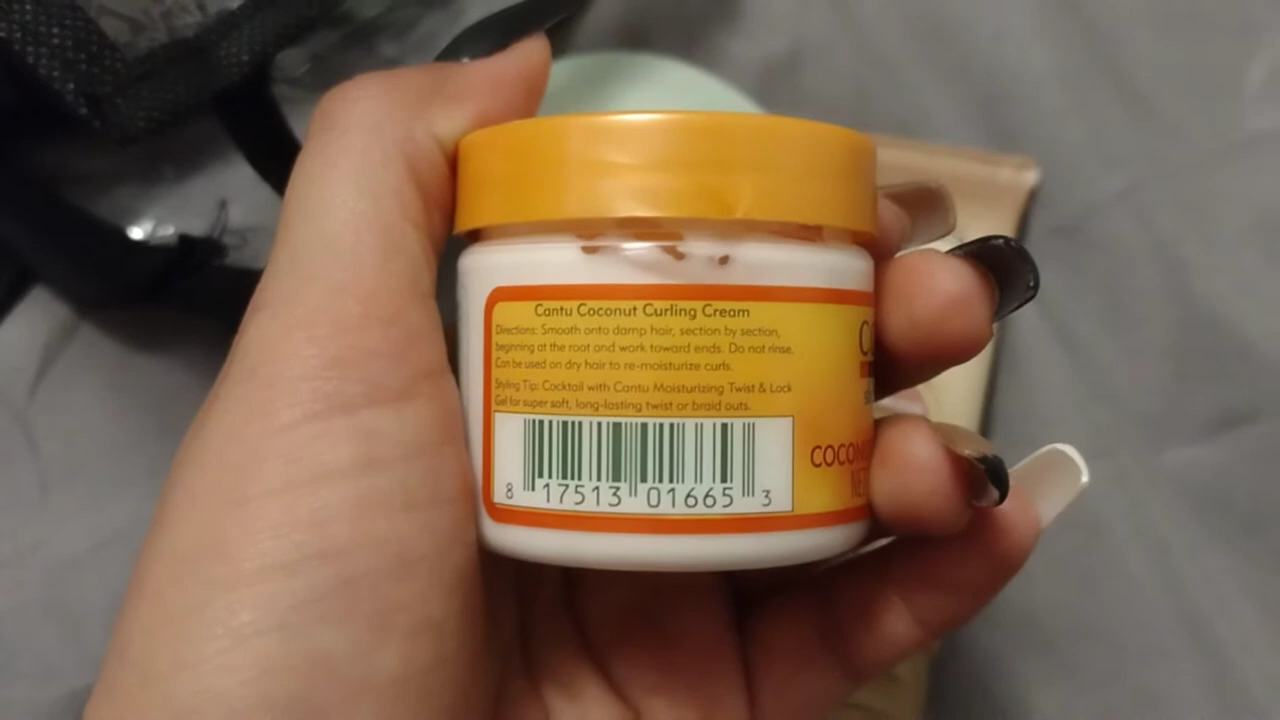 Cantu Coconut Curling Cream
Directions: Smooth onto damp hair, section by section,
beginning at the root and work toward ends. Do not rinse.
Can be used on dry hair to re-moisturize curls.
Styling Tip: Cocktail with Cantu Moisturizing Twist & Lock
Gel for super soft, long-lasting twist or braid outs.
8 17513 01665 3